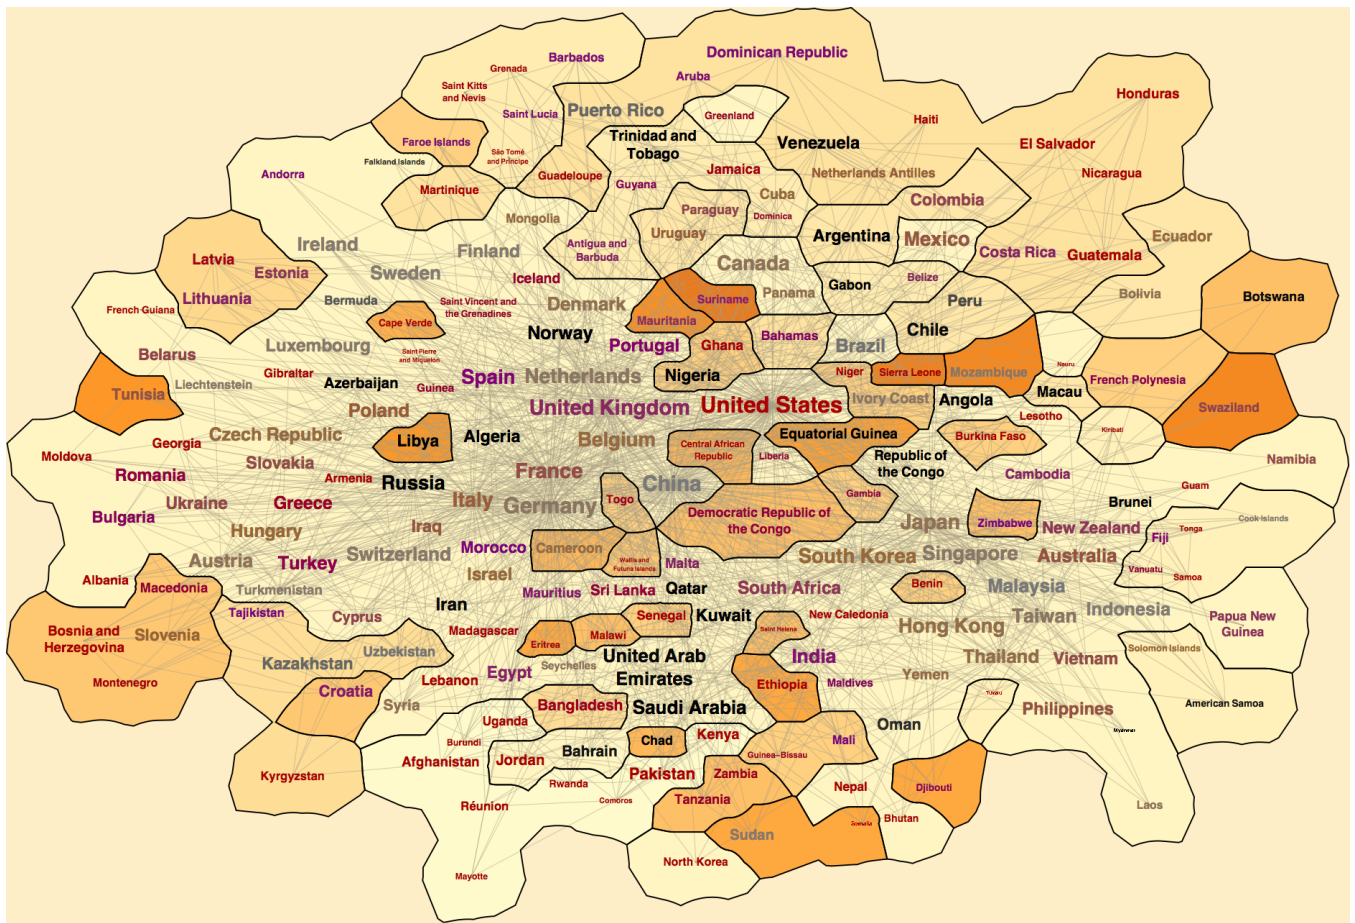 Dominican Republic
Barbados
Grenada
Aruba
Saint Kitts
and Nevis
Honduras
Saint Lucia
Puerto Rico
Greenland
Haiti
Trinidad and
Tobago
Venezuela
Faroe Islands
El Salvador
Falkland Islands
São Tomé
and Príncipe
Jamaica
Andorra
Guadeloupe
Netherlands Antilles
Nicaragua
Martinique
Guyana
Cuba
Colombia
Mongolia
Paraguay
Dominica
Uruguay
Argentina
Mexico
Ecuador
Ireland
Finland
Antigua and
Barbuda
Costa Rica
Guatemala
Latvia
Estonia
Sweden
Iceland
Canada
Belize
Lithuania
Bermuda
Saint Vincent and
the Grenadines
Denmark
Suriname
Panama
Gabon
Peru
Bolivia
Botswana
French Guiana
Cape Verde
Norway
Mauritania
Bahamas
Chile
Luxembourg
Portugal
Ghana
Brazil
Belarus
Saint Pierre
and Miquelon
Gibraltar
Azerbaijan
Guinea
Spain
Netherlands
Nigeria
Niger
Sierra Leone
Mozambique
Nauru
French Polynesia
Tunisia
Liechtenstein
Macau
Poland
United Kingdom
United States
Ivory Coast
Angola
Lesotho
Swaziland
Czech Republic
Libya
Algeria
Belgium
Central African
Republic
Equatorial Guinea
Burkina Faso
Kiribati
Georgia
Moldova
Slovakia
Liberia
Republic of
the Congo
Namibia
Romania
Armenia
Russia
France
China
Cambodia
Guam
Ukraine
Greece
Italy
Germany
Togo
Gambia
Brunei
Bulgaria
Hungary
Iraq
Democratic Republic of
the Congo
Japan
Zimbabwe
New Zealand
Tonga
Cook Islands
Fiji
Austria
Turkey
Switzerland
Morocco
Cameroon
Wallis and
Futuna Islands
Malta
South Korea
Singapore
Australia
Vanuatu
Samoa
Albania
Macedonia
Turkmenistan
Israel
Mauritius
Sri Lanka
Qatar
South Africa
Benin
Malaysia
Tajikistan
Cyprus
Iran
Senegal
Kuwait
New Caledonia
Taiwan
Indonesia
Papua New
Guinea
Bosnia and
Herzegovina
Slovenia
Madagascar
Eritrea
Malawi
Saint Helena
Hong Kong
Kazakhstan
Uzbekistan
Seychelles
United Arab
Emirates
India
Thailand
Vietnam
Solomon Islands
Montenegro
Croatia
Lebanon
Egypt
Ethiopia
Maldives
Yemen
Tuvalu
Syria
Bangladesh
Saudi Arabia
Philippines
American Samoa
Uganda
Oman
Myanmar
Burundi
Bahrain
Chad
Kenya
Mali
Afghanistan
Jordan
Guinea-Bissau
Kyrgyzstan
Rwanda
Pakistan
Zambia
Nepal
Djibouti
Réunion
Comoros
Tanzania
Laos
Sudan
Somalia
Bhutan
North Korea
Mayotte